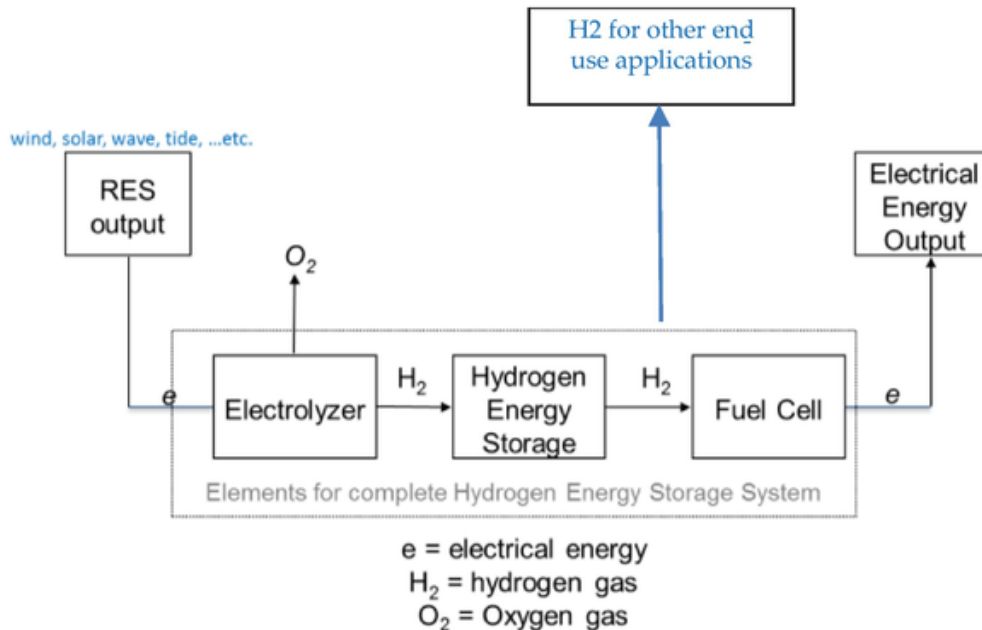 H2 for other end
use applications
wind, solar, wave, tide, ...etc.
RES
output
Electrical
Energy
Output
O₂
e
Electrolyzer
H₂
Hydrogen
Energy
Storage
H₂
Fuel Cell
e
Elements for complete Hydrogen Energy Storage System
e = electrical energy
H₂ = hydrogen gas
O₂ = Oxygen gas